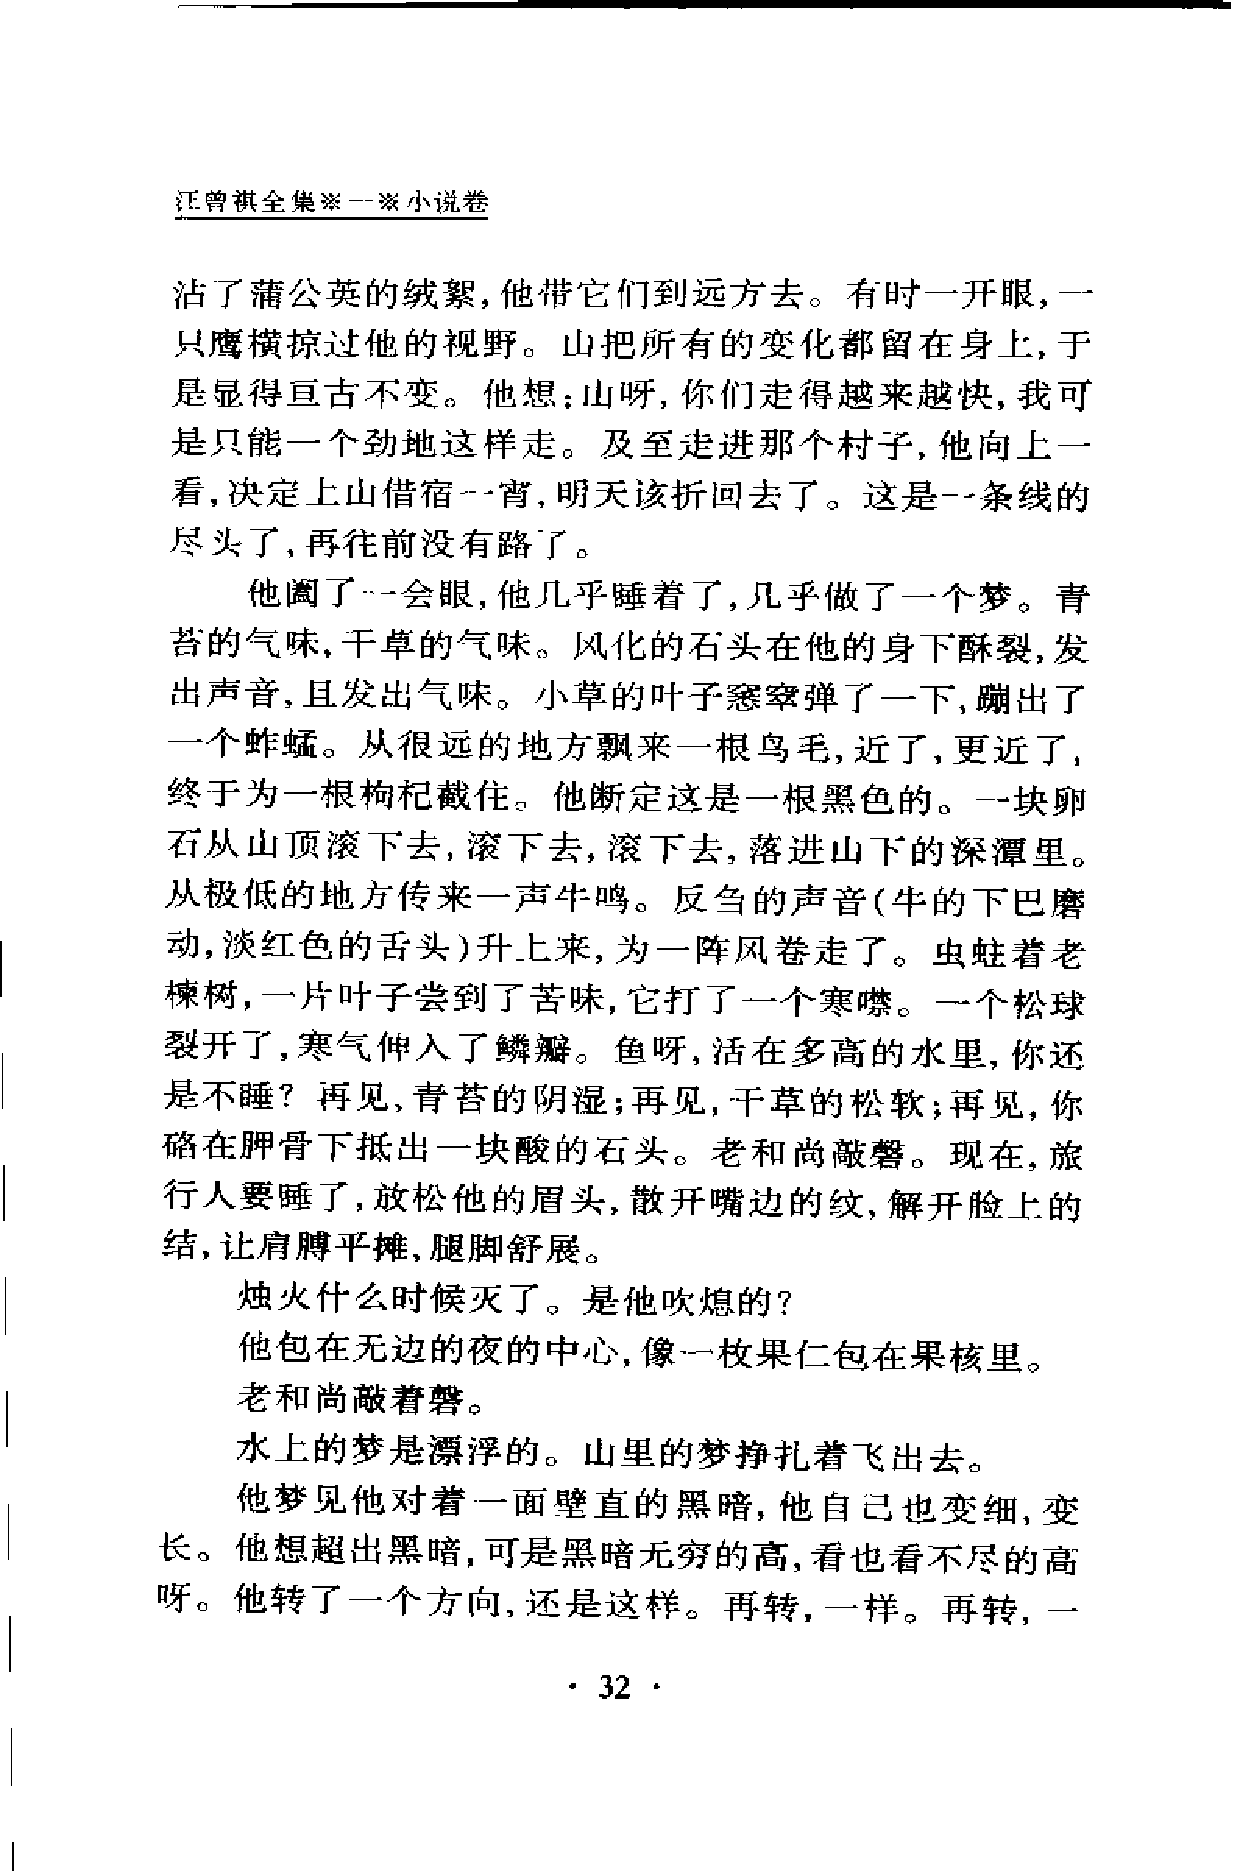 汪曾祺全集※一※小说卷
沾了蒲公英的绒絮,他带它们到远方去。有时一开眼,一
只鹰横掠过他的视野。山把所有的变化都留在身上,于
是显得亘古不变。他想:山呀,你们走得越来越快,我可
是只能一个劲地这样走。及至走进那个村子,他向上一
看,决定上山借宿一宵,明天该折回去了。这是一条线的
尽头了,再往前没有路了。
他阖了一会眼,他几乎睡着了,几乎做了一个梦。青
苔的气味,干草的气味。风化的石头在他的身下酥裂,发
出声音,且发出气味。小草的叶子窸窣弹了一下,蹦出了
一个蚱蜢。从很远的地方飘来一根鸟毛,近了,更近了,
终于为一根枸杞截住。他断定这是一根黑色的。一块卵
石从山顶滚下去,滚下去,滚下去,落进山下的深潭里。
从极低的地方传来一声牛鸣。反刍的声音(牛的下巴磨
动,淡红色的舌头)升上来,为一阵风卷走了。虫蛀着老
楝树,一片叶子尝到了苦味,它打了一个寒噤。一个松球
裂开了,寒气伸入了鳞瓣。鱼呀,活在多高的水里,你还
是不睡?再见,青苔的阴湿;再见,干草的松软;再见,你
硌在胛骨下抵出一块酸的石头。老和尚敲磬。现在,旅
行人要睡了,放松他的眉头,散开嘴边的纹,解开脸上的
结,让肩膊平摊,腿脚舒展。
烛火什么时候灭了。是他吹熄的?
他包在无边的夜的中心,像一枚果仁包在果核里。
老和尚敲着磬。
水上的梦是漂浮的。山里的梦挣扎着飞出去。
他梦见他对着一面壁直的黑暗,他自己也变细,变
长。他想超出黑暗,可是黑暗无穷的高,看也看不尽的高
呀。他转了一个方向,还是这样。再转,一样。再转,一
· 32 ·